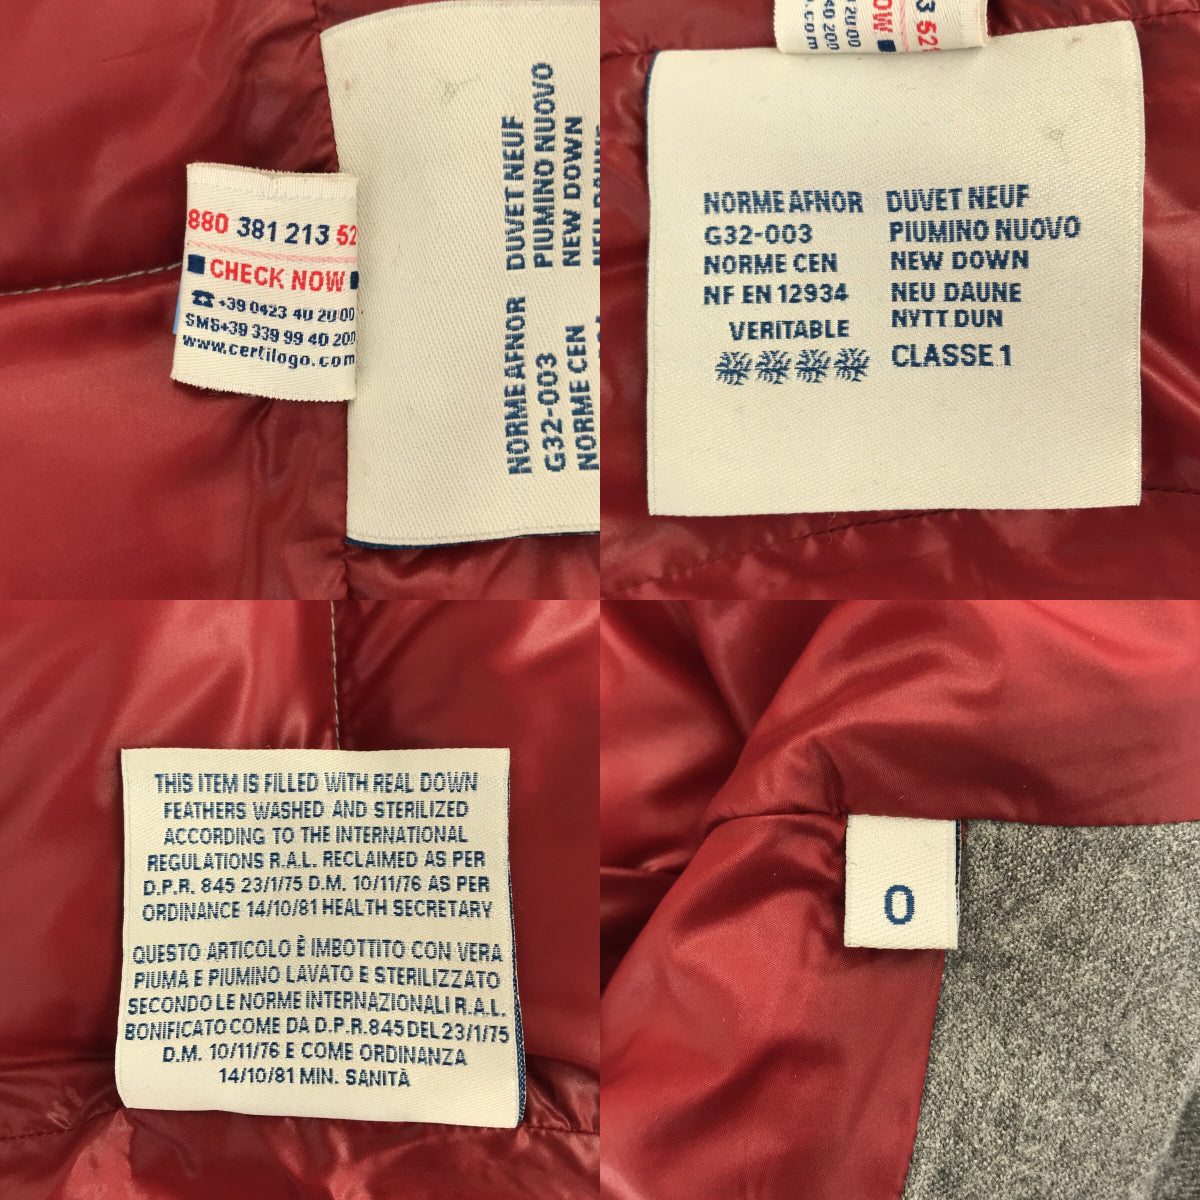 880 381 213 52
CHECK NOW
☎ +39 0423 40 20 00
SMS+39 339 99 40 200
www.certilogo.com
NORME AFNOR DUVET NEUF
G32-003 PIUMINO NUOVO
NORME CEN NEW DOWN
NORME AFNOR DUVET NEUF
G32-003 PIUMINO NUOVO
NORME CEN NEW DOWN
NF EN 12934 NEU DAUNE
NYTT DUN
VERITABLE
CLASSE 1
THIS ITEM IS FILLED WITH REAL DOWN
FEATHERS WASHED AND STERILIZED
ACCORDING TO THE INTERNATIONAL
REGULATIONS R.A.L. RECLAIMED AS PER
D.P.R. 845 23/1/75 D.M. 10/11/76 AS PER
ORDINANCE 14/10/81 HEALTH SECRETARY
QUESTO ARTICOLO È IMBOTTITO CON VERA
PIUMA E PIUMINO LAVATO E STERILIZZATO
SECONDO LE NORME INTERNAZIONALI R.A.L.
BONIFICATO COME DA D.P.R.845 DEL 23/1/75
D.M. 10/11/76 E COME ORDINANZA
14/10/81 MIN. SANITÀ
0